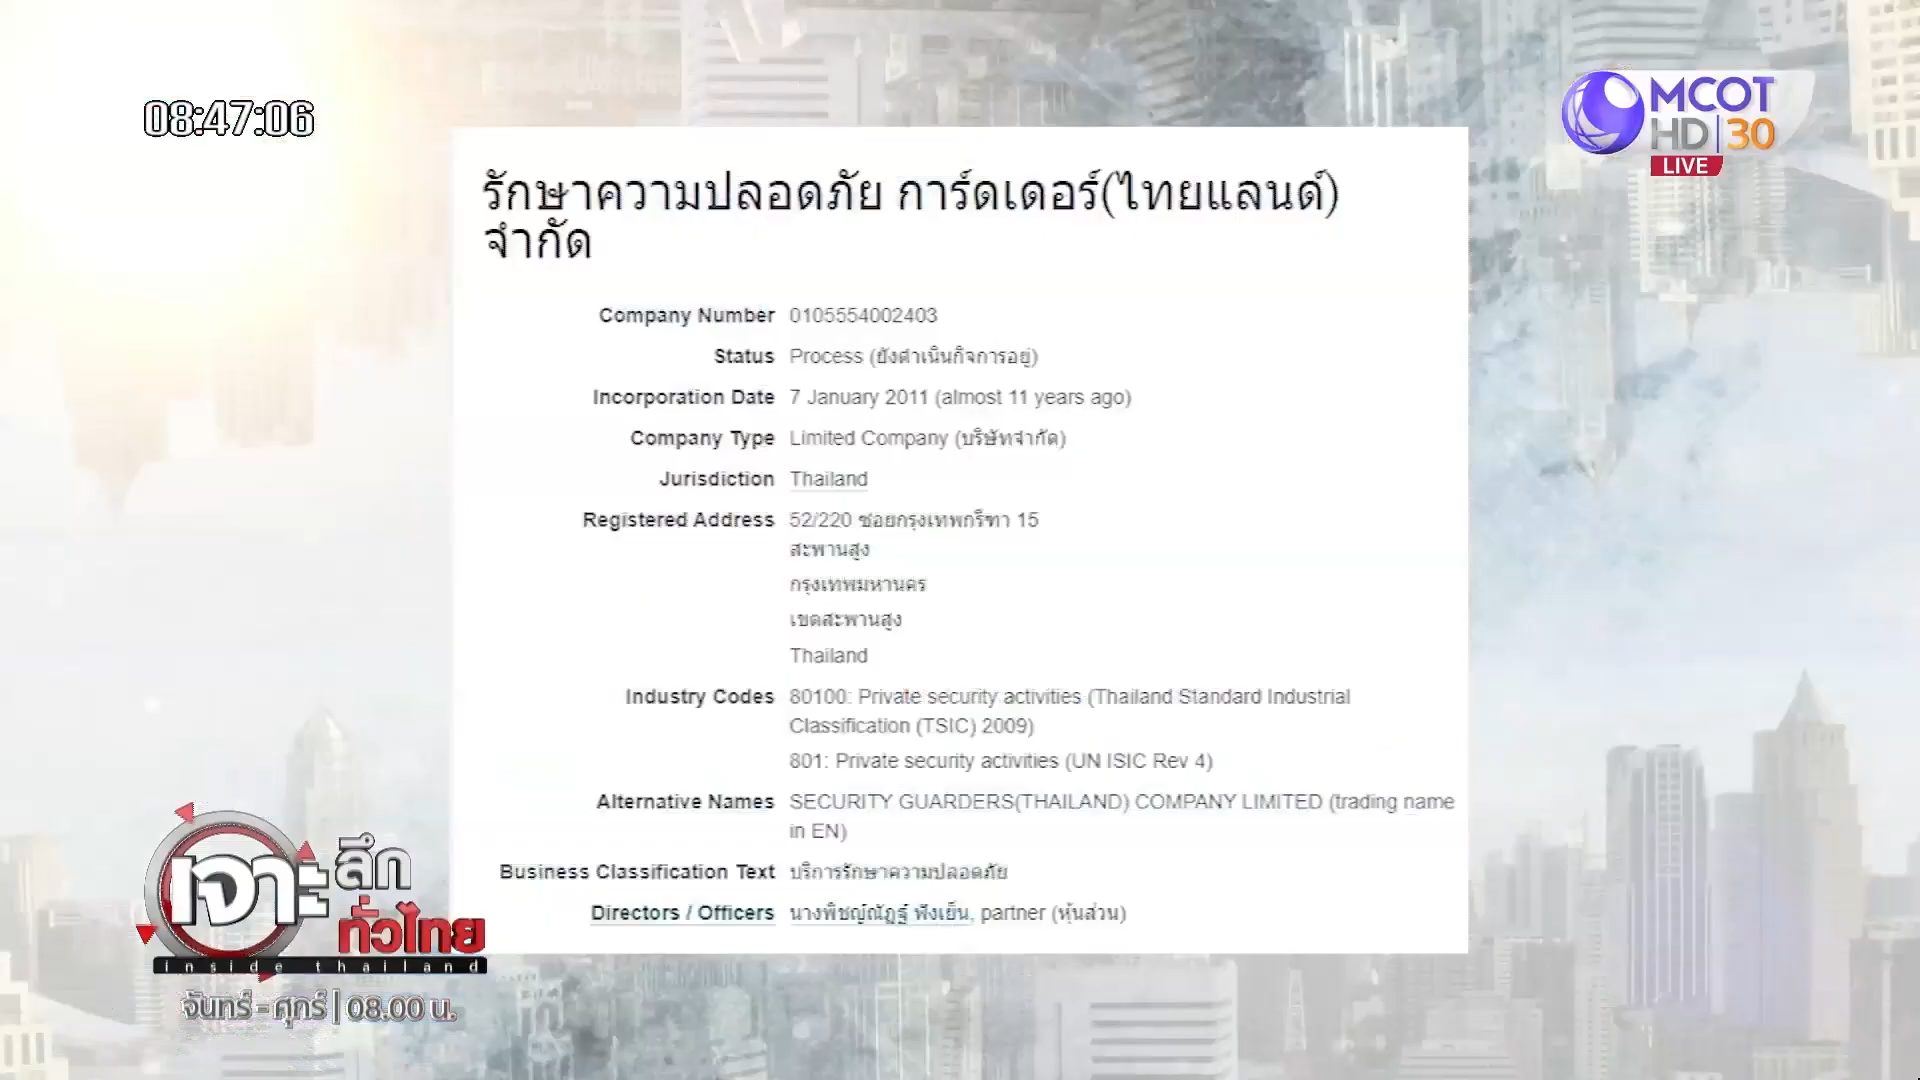 08:47:06
MCOT
HD 30
LIVE
รักษาความปลอดภัย การ์ดเดอร์(ไทยแลนด์)
จำกัด
Company Number 0105554002403
Status Process (ยังดำเนินกิจการอยู่)
Incorporation Date 7 January 2011 (almost 11 years ago)
Company Type Limited Company (บริษัทจำกัด)
Jurisdiction Thailand
Registered Address 52/220 ซอยกรุงเทพกรีฑา 15
สะพานสูง
กรุงเทพมหานคร
เขตสะพานสูง
Thailand
Industry Codes 80100: Private security activities (Thailand Standard Industrial
Classification (TSIC) 2009)
801: Private security activities (UN ISIC Rev 4)
Alternative Names SECURITY GUARDERS(THAILAND) COMPANY LIMITED (trading name
in EN)
Business Classification Text บริการรักษาความปลอดภัย
Directors / Officers นางพิชญ์ณัฏฐ์ พึงเย็น, partner (หุ้นส่วน)
เจาะลึก
ทั่วไทย
inside thailand
จันทร์ - ศุกร์ | 08.00 น.